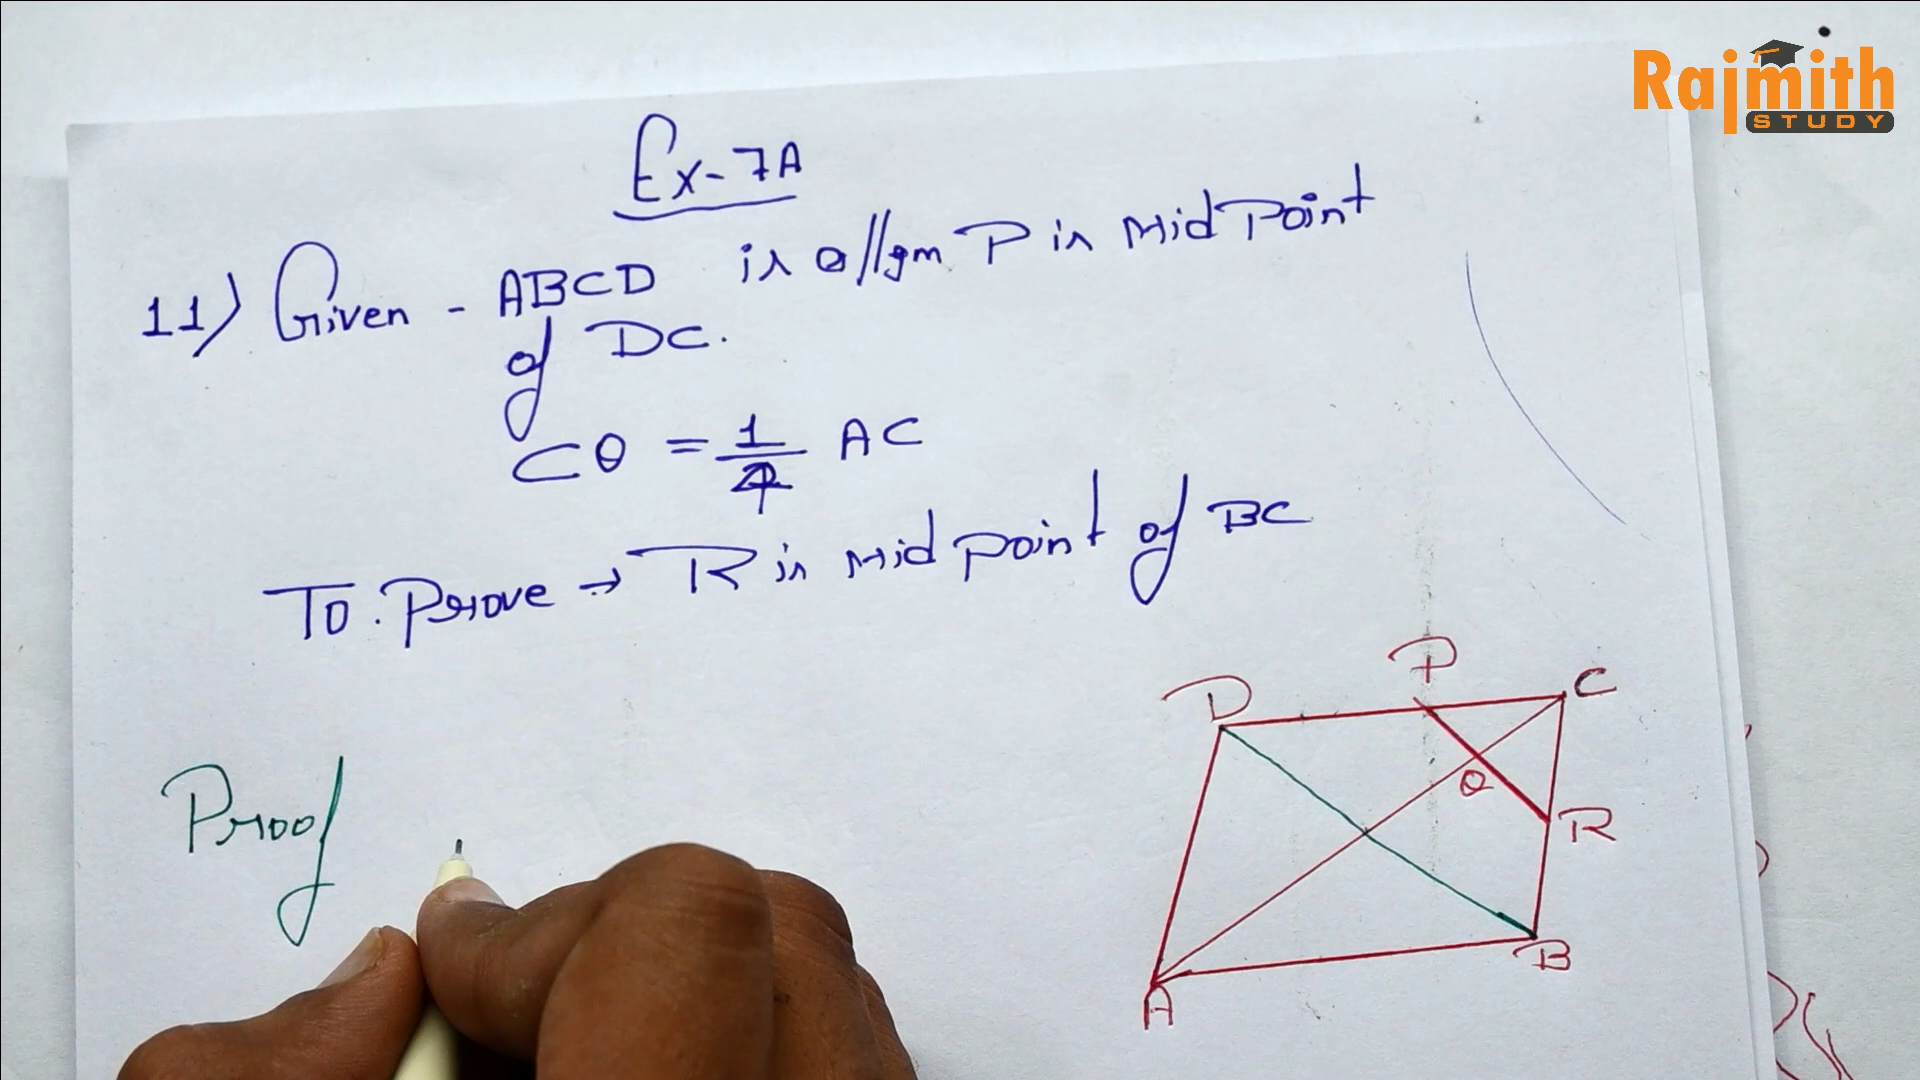 Rajmith
STUDY
Ex-7A
11) Given - ABCD is a //gm P is Mid Point
of DC.
CQ = 1/4 AC
To. Prove → R is Mid point of BC
Proof
P
D
C
Q
R
B
A